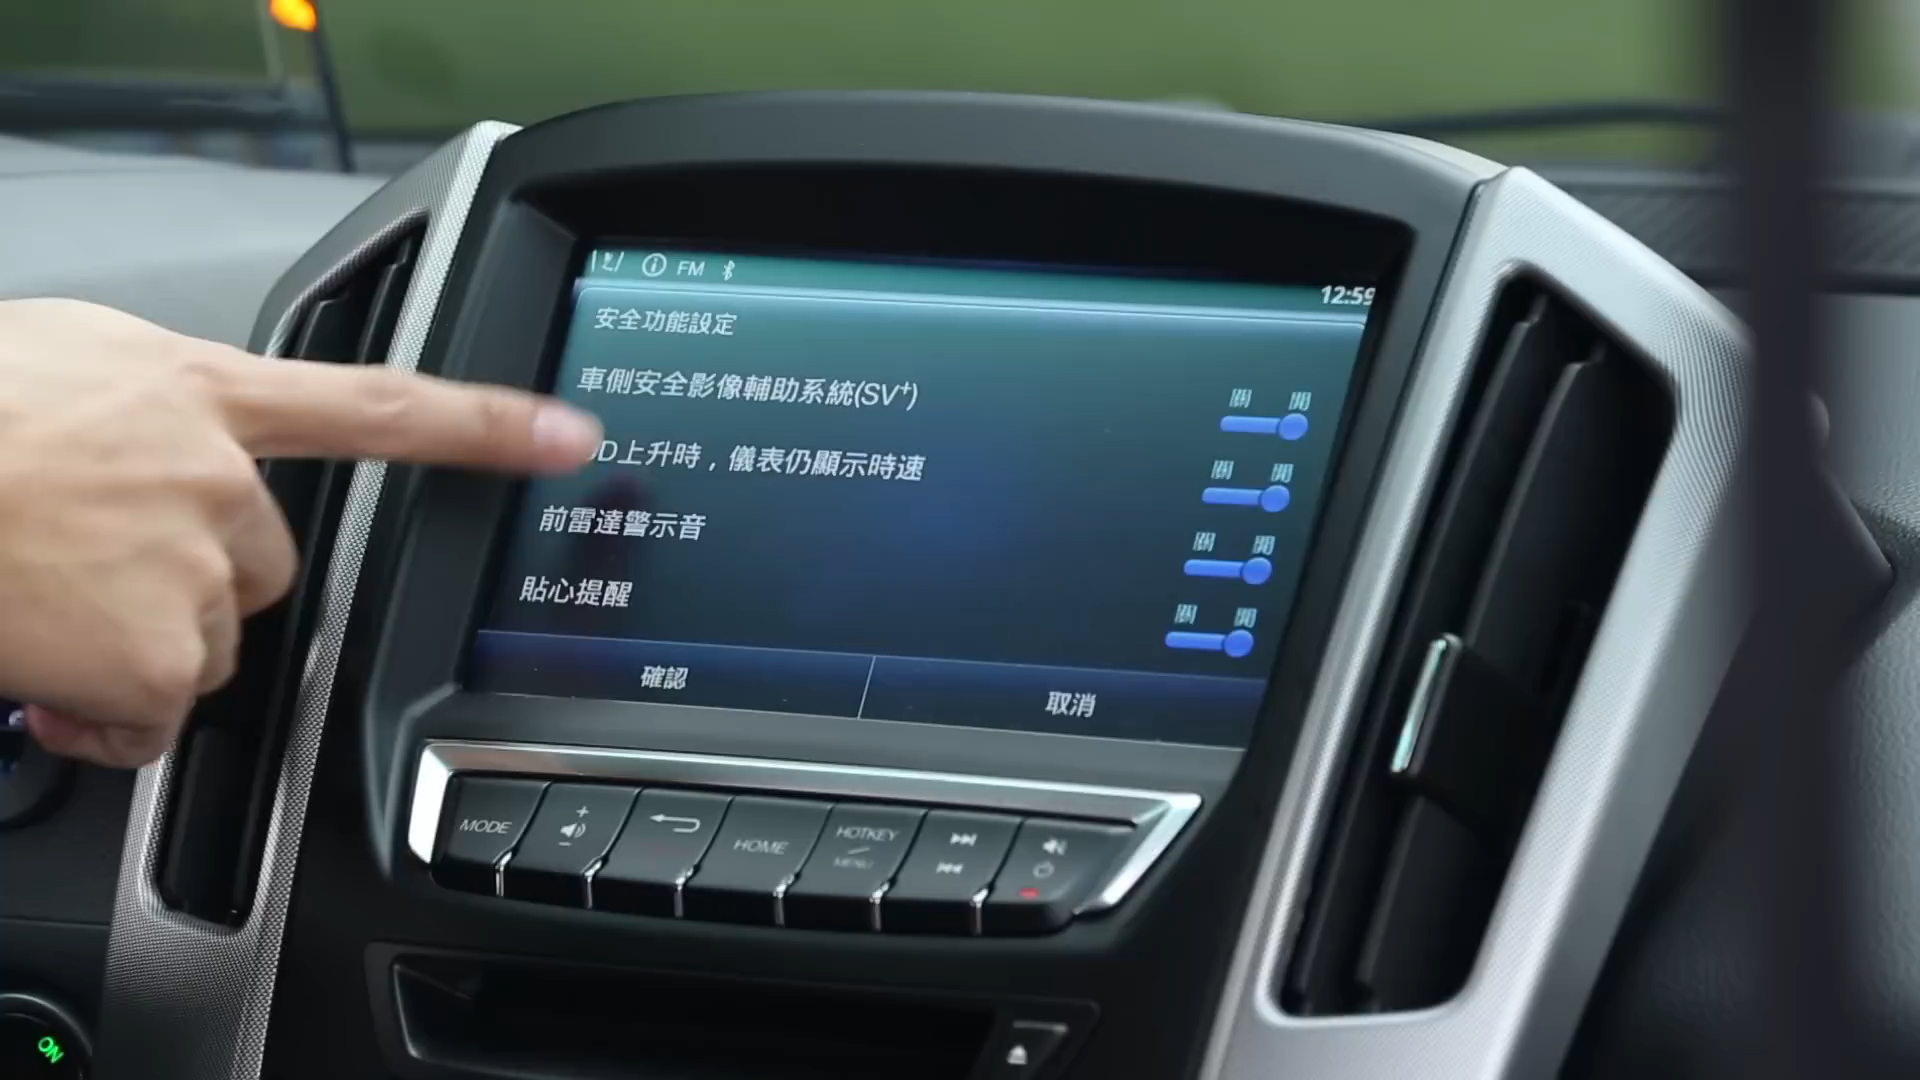 FM
12:59
安全功能設定
車側安全影像輔助系統(SV⁺)
關 開
D上升時，儀表仍顯示時速
關 開
前雷達警示音
關 開
貼心提醒
關 開
確認 取消
MODE
HOME
HOTKEY
MENU
ON